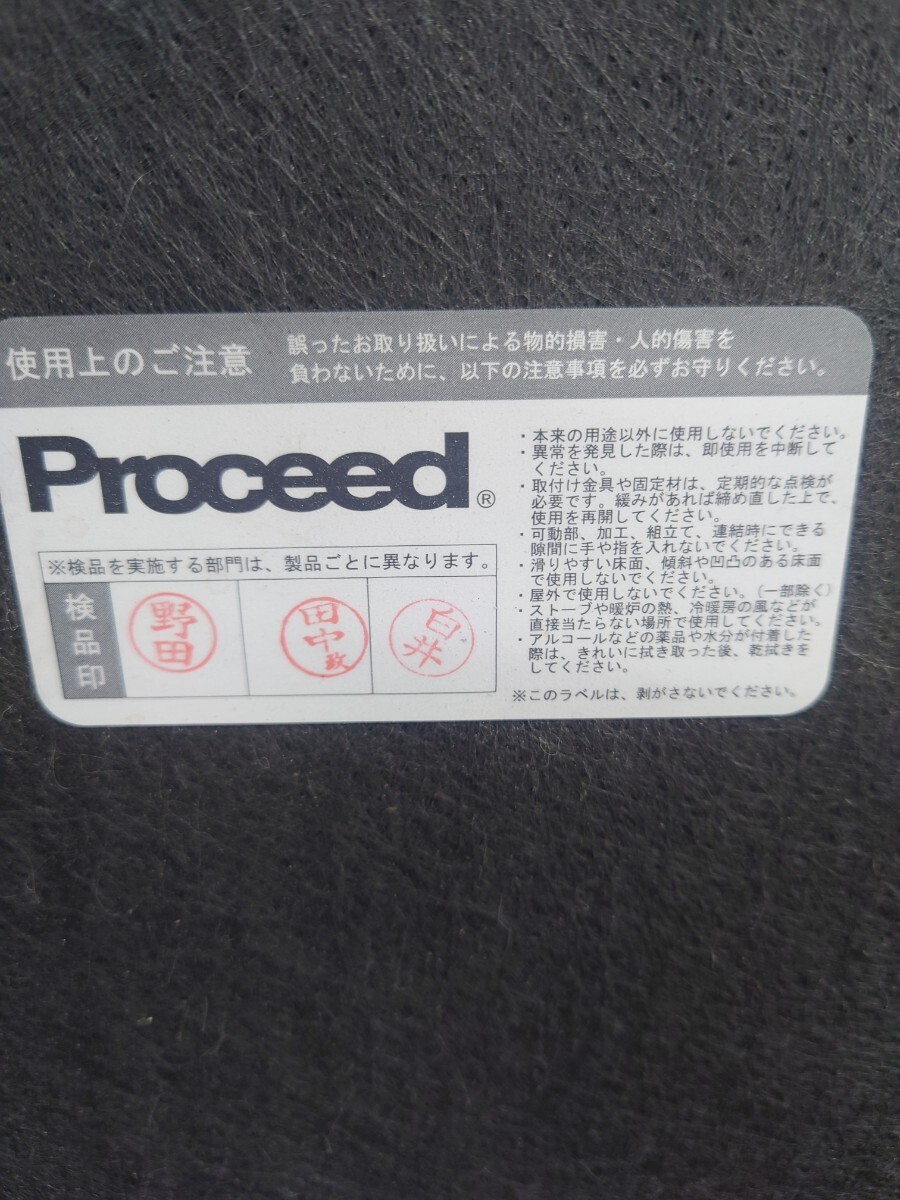 使用上のご注意
誤ったお取り扱いによる物的損害・人的傷害を
負わないために、以下の注意事項を必ずお守りください。
Proceed®
※検品を実施する部門は、製品ごとに異なります。
検品印
野田
田中政
白井
・本来の用途以外に使用しないでください。
・異常を発見した際は、即使用を中断して
ください。
・取付け金具や固定材は、定期的な点検が
必要です。緩みがあれば締め直した上で、
使用を再開してください。
・可動部、加工、組立て、連結時にできる
隙間に手や指を入れないでください。
・滑りやすい床面、傾斜や凹凸のある床面
で使用しないでください。
・屋外で使用しないでください。（一部除く）
・ストーブや暖炉の熱、冷暖房の風などが
直接当たらない場所で使用してください。
・アルコールなどの薬品や水分が付着した
際は、きれいに拭き取った後、乾拭きを
してください。
※このラベルは、剥がさないでください。